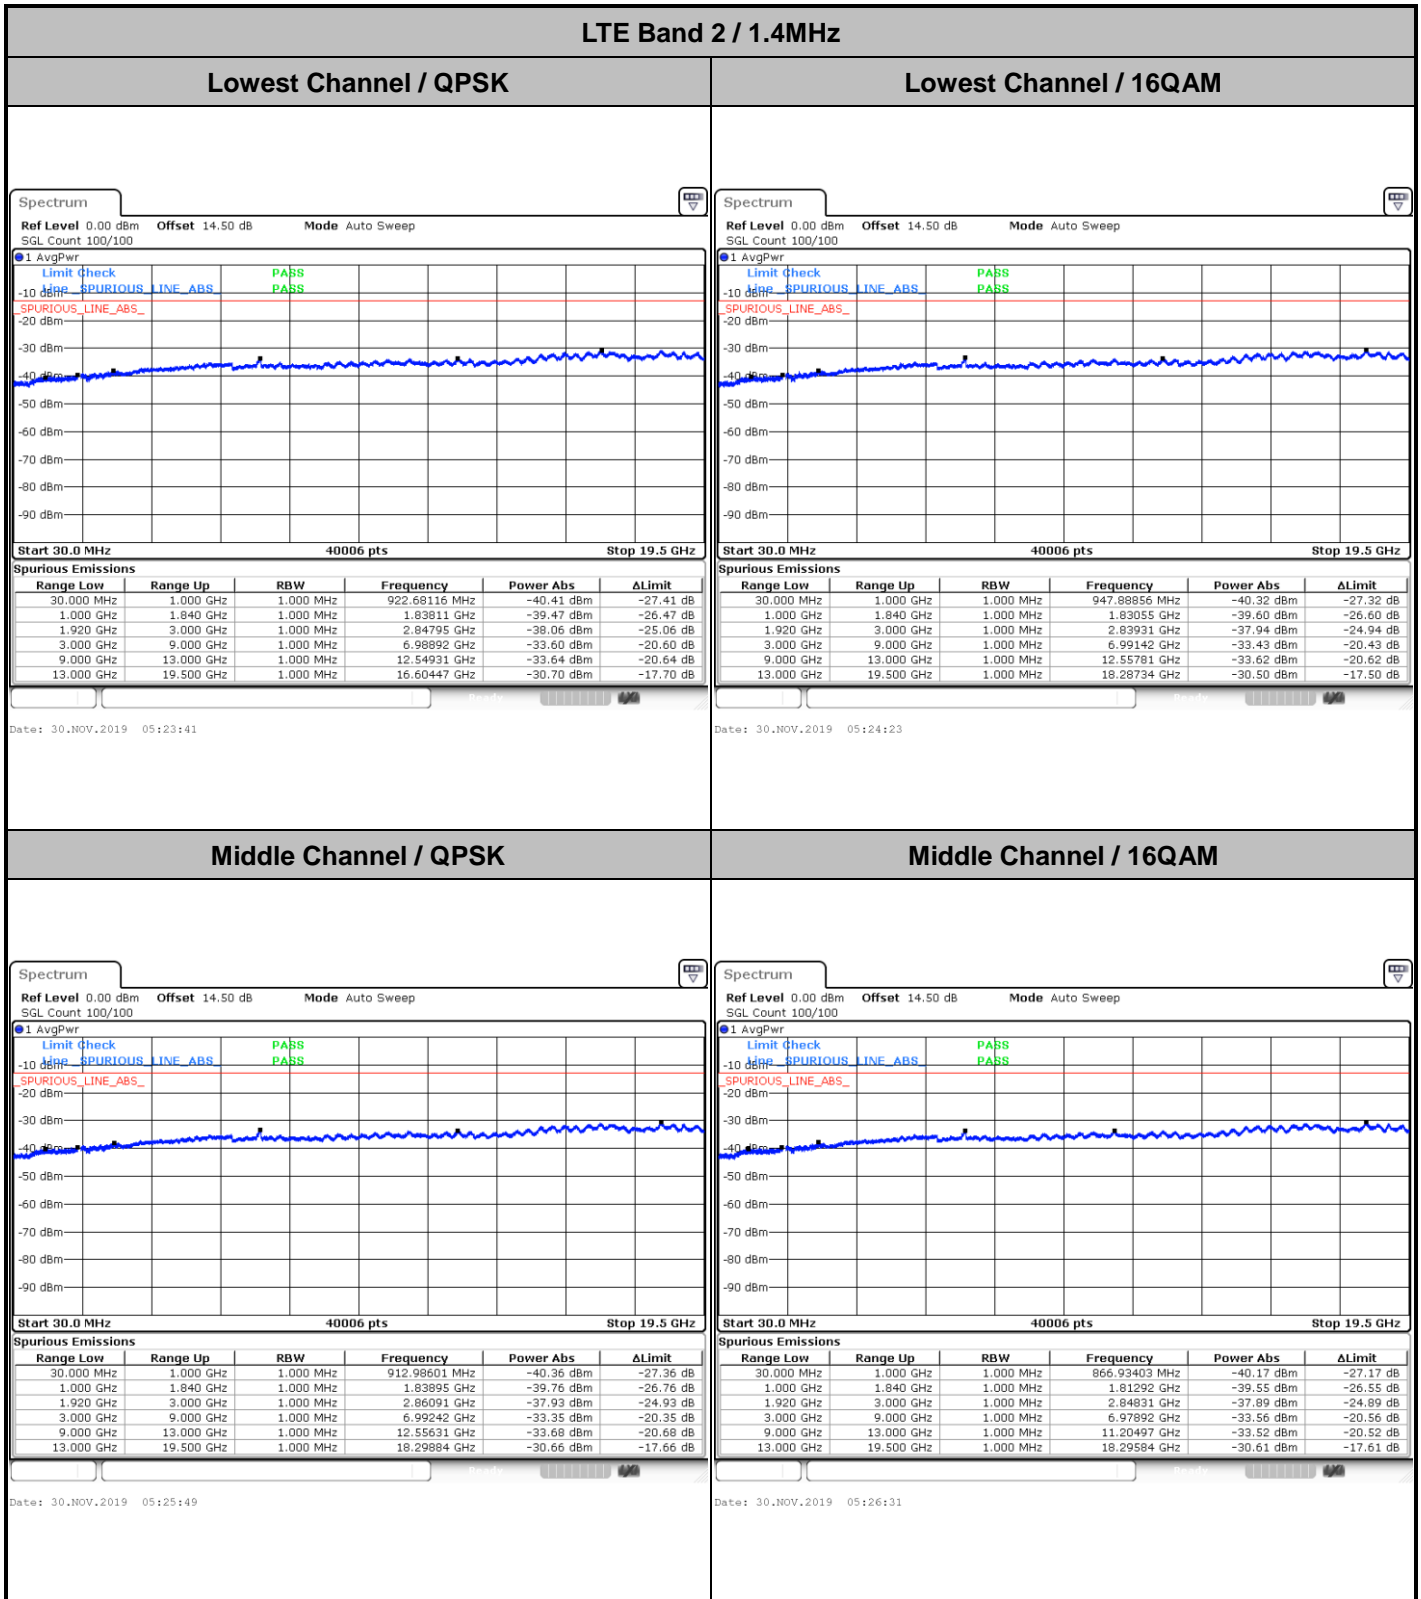 LTE Band 2 / 1.4MHz
Lowest Channel / QPSK
Lowest Channel / 16QAM
Spectrum
Ref Level 0.00 dBm Offset 14.50 dB Mode Auto Sweep
SGL Count 100/100
1 AvgPwr
Limit Check PASS
Line _SPURIOUS_LINE_ABS_ PASS
-10 dBm
_SPURIOUS_LINE_ABS_
-20 dBm
-30 dBm
-40 dBm
-50 dBm
-60 dBm
-70 dBm
-80 dBm
-90 dBm
Start 30.0 MHz 40006 pts Stop 19.5 GHz
Spurious Emissions
Range Low Range Up RBW Frequency Power Abs ΔLimit
30.000 MHz 1.000 GHz 1.000 MHz 922.68116 MHz -40.41 dBm -27.41 dB
1.000 GHz 1.840 GHz 1.000 MHz 1.83811 GHz -39.47 dBm -26.47 dB
1.920 GHz 3.000 GHz 1.000 MHz 2.84795 GHz -38.06 dBm -25.06 dB
3.000 GHz 9.000 GHz 1.000 MHz 6.98892 GHz -33.60 dBm -20.60 dB
9.000 GHz 13.000 GHz 1.000 MHz 12.54931 GHz -33.64 dBm -20.64 dB
13.000 GHz 19.500 GHz 1.000 MHz 16.60447 GHz -30.70 dBm -17.70 dB
Ready
Date: 30.NOV.2019 05:23:41
Spectrum
Ref Level 0.00 dBm Offset 14.50 dB Mode Auto Sweep
SGL Count 100/100
1 AvgPwr
Limit Check PASS
Line _SPURIOUS_LINE_ABS_ PASS
-10 dBm
_SPURIOUS_LINE_ABS_
-20 dBm
-30 dBm
-40 dBm
-50 dBm
-60 dBm
-70 dBm
-80 dBm
-90 dBm
Start 30.0 MHz 40006 pts Stop 19.5 GHz
Spurious Emissions
Range Low Range Up RBW Frequency Power Abs ΔLimit
30.000 MHz 1.000 GHz 1.000 MHz 947.88856 MHz -40.32 dBm -27.32 dB
1.000 GHz 1.840 GHz 1.000 MHz 1.83055 GHz -39.60 dBm -26.60 dB
1.920 GHz 3.000 GHz 1.000 MHz 2.83931 GHz -37.94 dBm -24.94 dB
3.000 GHz 9.000 GHz 1.000 MHz 6.99142 GHz -33.43 dBm -20.43 dB
9.000 GHz 13.000 GHz 1.000 MHz 12.55781 GHz -33.62 dBm -20.62 dB
13.000 GHz 19.500 GHz 1.000 MHz 18.28734 GHz -30.50 dBm -17.50 dB
Ready
Date: 30.NOV.2019 05:24:23
Middle Channel / QPSK
Middle Channel / 16QAM
Spectrum
Ref Level 0.00 dBm Offset 14.50 dB Mode Auto Sweep
SGL Count 100/100
1 AvgPwr
Limit Check PASS
Line _SPURIOUS_LINE_ABS_ PASS
-10 dBm
_SPURIOUS_LINE_ABS_
-20 dBm
-30 dBm
-40 dBm
-50 dBm
-60 dBm
-70 dBm
-80 dBm
-90 dBm
Start 30.0 MHz 40006 pts Stop 19.5 GHz
Spurious Emissions
Range Low Range Up RBW Frequency Power Abs ΔLimit
30.000 MHz 1.000 GHz 1.000 MHz 912.98601 MHz -40.36 dBm -27.36 dB
1.000 GHz 1.840 GHz 1.000 MHz 1.83895 GHz -39.76 dBm -26.76 dB
1.920 GHz 3.000 GHz 1.000 MHz 2.86091 GHz -37.93 dBm -24.93 dB
3.000 GHz 9.000 GHz 1.000 MHz 6.99242 GHz -33.35 dBm -20.35 dB
9.000 GHz 13.000 GHz 1.000 MHz 12.55631 GHz -33.68 dBm -20.68 dB
13.000 GHz 19.500 GHz 1.000 MHz 18.29884 GHz -30.66 dBm -17.66 dB
Ready
Date: 30.NOV.2019 05:25:49
Spectrum
Ref Level 0.00 dBm Offset 14.50 dB Mode Auto Sweep
SGL Count 100/100
1 AvgPwr
Limit Check PASS
Line _SPURIOUS_LINE_ABS_ PASS
-10 dBm
_SPURIOUS_LINE_ABS_
-20 dBm
-30 dBm
-40 dBm
-50 dBm
-60 dBm
-70 dBm
-80 dBm
-90 dBm
Start 30.0 MHz 40006 pts Stop 19.5 GHz
Spurious Emissions
Range Low Range Up RBW Frequency Power Abs ΔLimit
30.000 MHz 1.000 GHz 1.000 MHz 866.93403 MHz -40.17 dBm -27.17 dB
1.000 GHz 1.840 GHz 1.000 MHz 1.81292 GHz -39.55 dBm -26.55 dB
1.920 GHz 3.000 GHz 1.000 MHz 2.84831 GHz -37.89 dBm -24.89 dB
3.000 GHz 9.000 GHz 1.000 MHz 6.97892 GHz -33.56 dBm -20.56 dB
9.000 GHz 13.000 GHz 1.000 MHz 11.20497 GHz -33.52 dBm -20.52 dB
13.000 GHz 19.500 GHz 1.000 MHz 18.29584 GHz -30.61 dBm -17.61 dB
Ready
Date: 30.NOV.2019 05:26:31